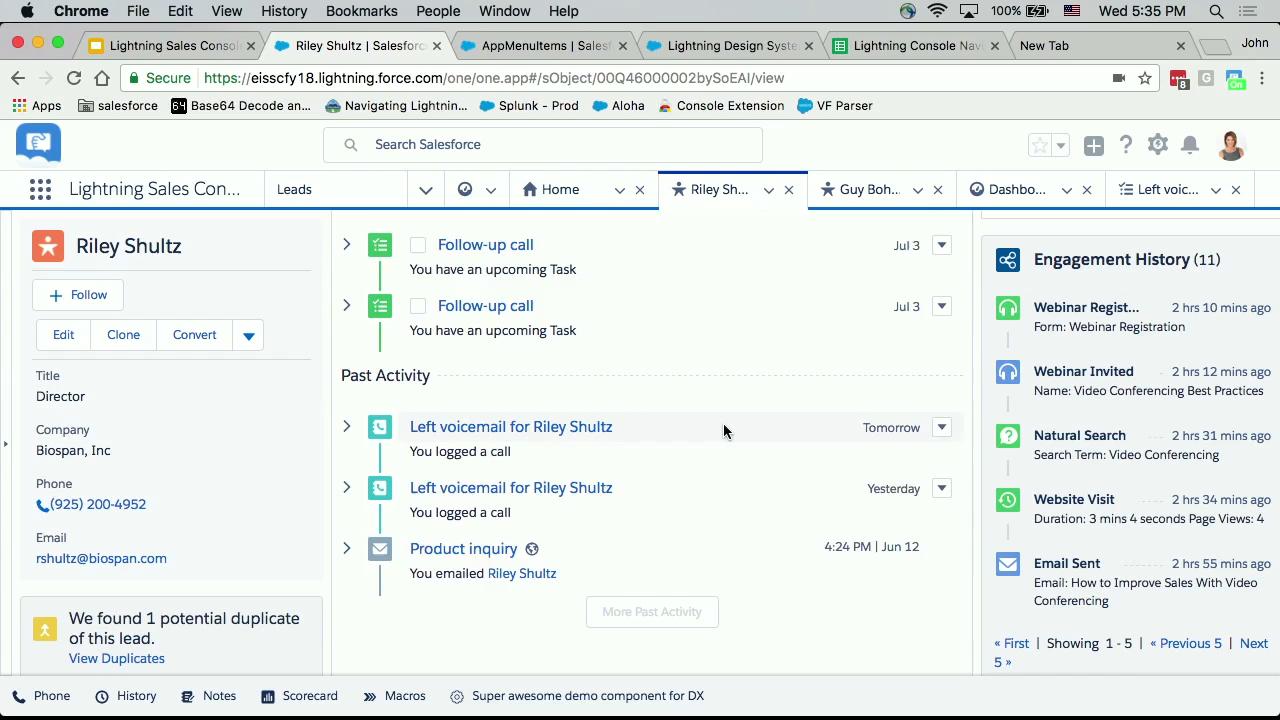 Chrome File Edit View History Bookmarks People Window Help 100% Wed 5:35 PM
Lightning Sales Conso Riley Shultz | Salesforc AppMenuItems | Salesf Lightning Design Syste Lightning Console Navi New Tab John
Secure https://eisscfy18.lightning.force.com/one/one.app#/sObject/00Q46000002bySoEAI/view
8 On
Apps salesforce 64 Base64 Decode an... Navigating Lightnin... Splunk - Prod Aloha Console Extension VF Parser
Search Salesforce
Lightning Sales Con... Leads Home Riley Sh... Guy Boh... Dashbo... Left voic...
Riley Shultz
Follow
Edit Clone Convert
Title
Director
Company
Biospan, Inc
Phone
(925) 200-4952
Email
rshultz@biospan.com
We found 1 potential duplicate
of this lead.
View Duplicates
Follow-up call Jul 3
You have an upcoming Task
Follow-up call Jul 3
You have an upcoming Task
Past Activity
Left voicemail for Riley Shultz Tomorrow
You logged a call
Left voicemail for Riley Shultz Yesterday
You logged a call
Product inquiry 4:24 PM | Jun 12
You emailed Riley Shultz
More Past Activity
Engagement History (11)
Webinar Regist... 2 hrs 10 mins ago
Form: Webinar Registration
Webinar Invited 2 hrs 12 mins ago
Name: Video Conferencing Best Practices
Natural Search 2 hrs 31 mins ago
Search Term: Video Conferencing
Website Visit 2 hrs 34 mins ago
Duration: 3 mins 4 seconds Page Views: 4
Email Sent 2 hrs 55 mins ago
Email: How to Improve Sales With Video
Conferencing
« First | Showing 1 - 5 | « Previous 5 | Next
5 »
Phone History Notes Scorecard Macros Super awesome demo component for DX